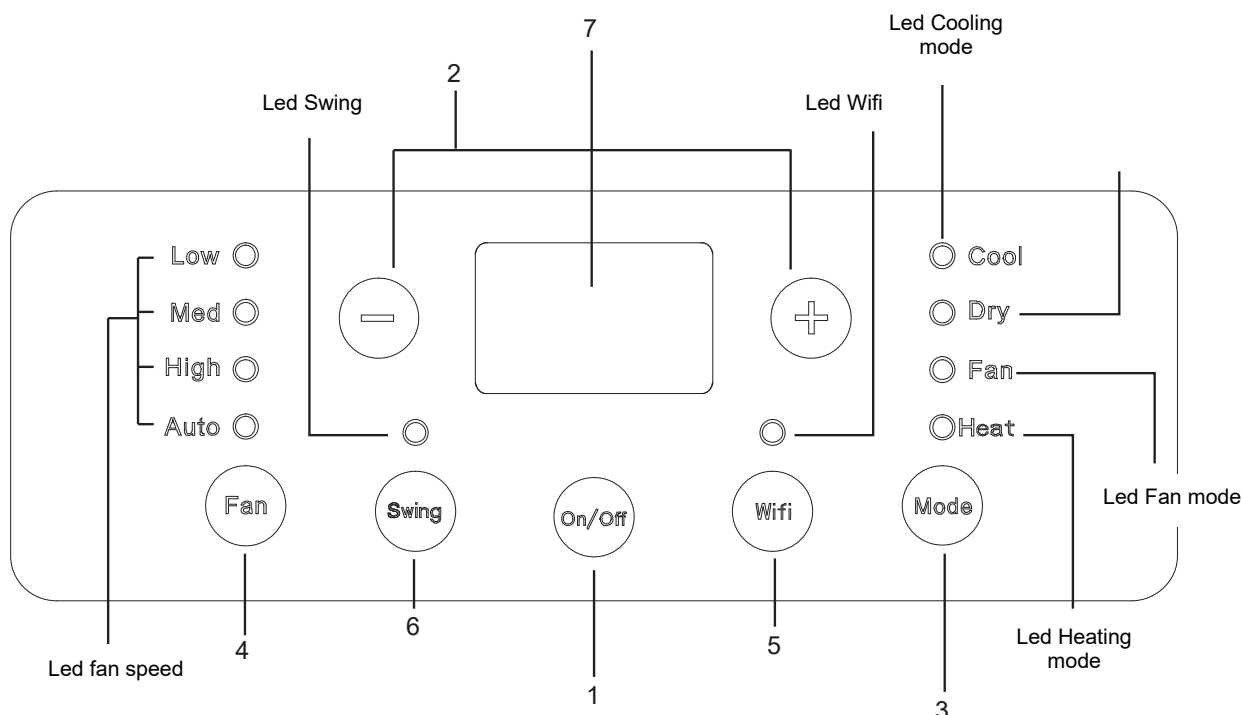 Led Cooling
mode
7
2
Led Swing
Led Wifi
Low
Cool
Med
Dry
High
Fan
Auto
Heat
Fan
Swing
On/Off
Wifi
Mode
Led Fan mode
4
6
1
5
3
Led fan speed
Led Heating
mode